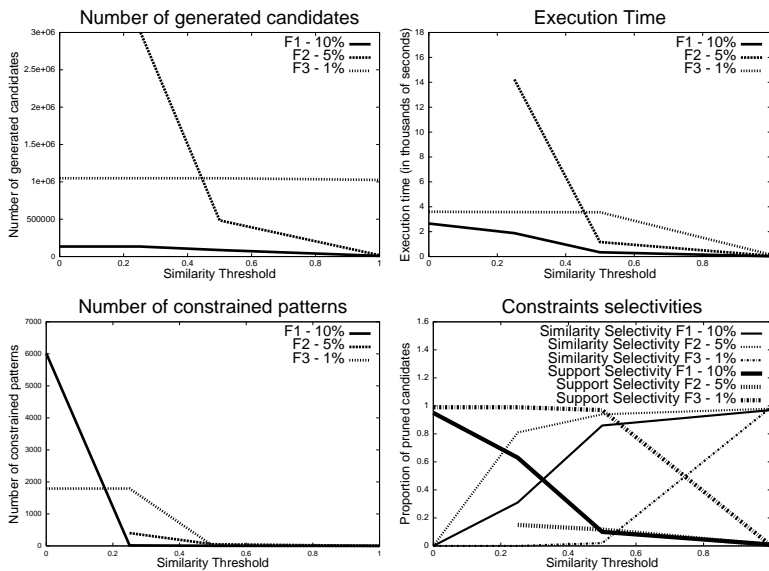 Number of generated candidates
Number of generated candidates
3e+06
2.5e+06
2e+06
1.5e+06
1e+06
500000
0
F1 - 10%
F2 - 5%
F3 - 1%
0 0.2 0.4 0.6 0.8 1
Similarity Threshold
Execution Time
Execution time (in thousands of seconds)
18
16
14
12
10
8
6
4
2
0
F1 - 10%
F2 - 5%
F3 - 1%
0 0.2 0.4 0.6 0.8 1
Similarity Threshold
Number of constrained patterns
Number of constrained patterns
7000
6000
5000
4000
3000
2000
1000
0
F1 - 10%
F2 - 5%
F3 - 1%
0 0.2 0.4 0.6 0.8 1
Similarity Threshold
Constraints selectivities
Proportion of pruned candidates
1.6
1.4
1.2
1
0.8
0.6
0.4
0.2
0
Similarity Selectivity F1 - 10%
Similarity Selectivity F2 - 5%
Similarity Selectivity F3 - 1%
Support Selectivity F1 - 10%
Support Selectivity F2 - 5%
Support Selectivity F3 - 1%
0 0.2 0.4 0.6 0.8
Similarity Threshold